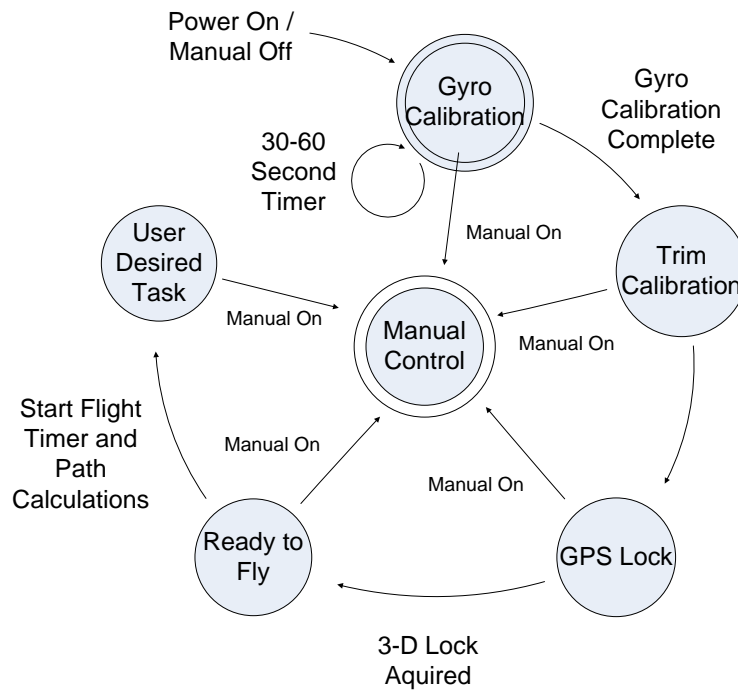 Power On /
Manual Off
Gyro
Calibration
Gyro
Calibration
Complete
30-60
Second
Timer
Manual On
User
Desired
Task
Trim
Calibration
Manual On
Manual
Control
Manual On
Start Flight
Timer and
Path
Calculations
Manual On
Manual On
Ready to
Fly
GPS Lock
3-D Lock
Aquired